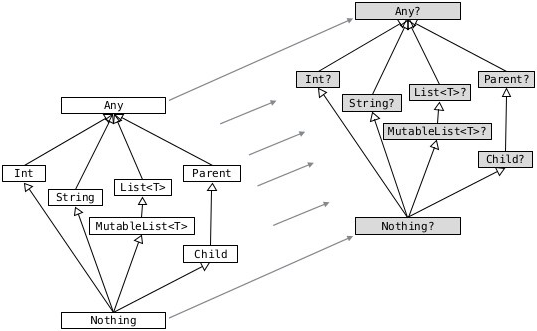 Any?
Int?
String?
List<T>?
Parent?
MutableList<T>?
Child?
Nothing?
Any
Int
String
List<T>
Parent
MutableList<T>
Child
Nothing